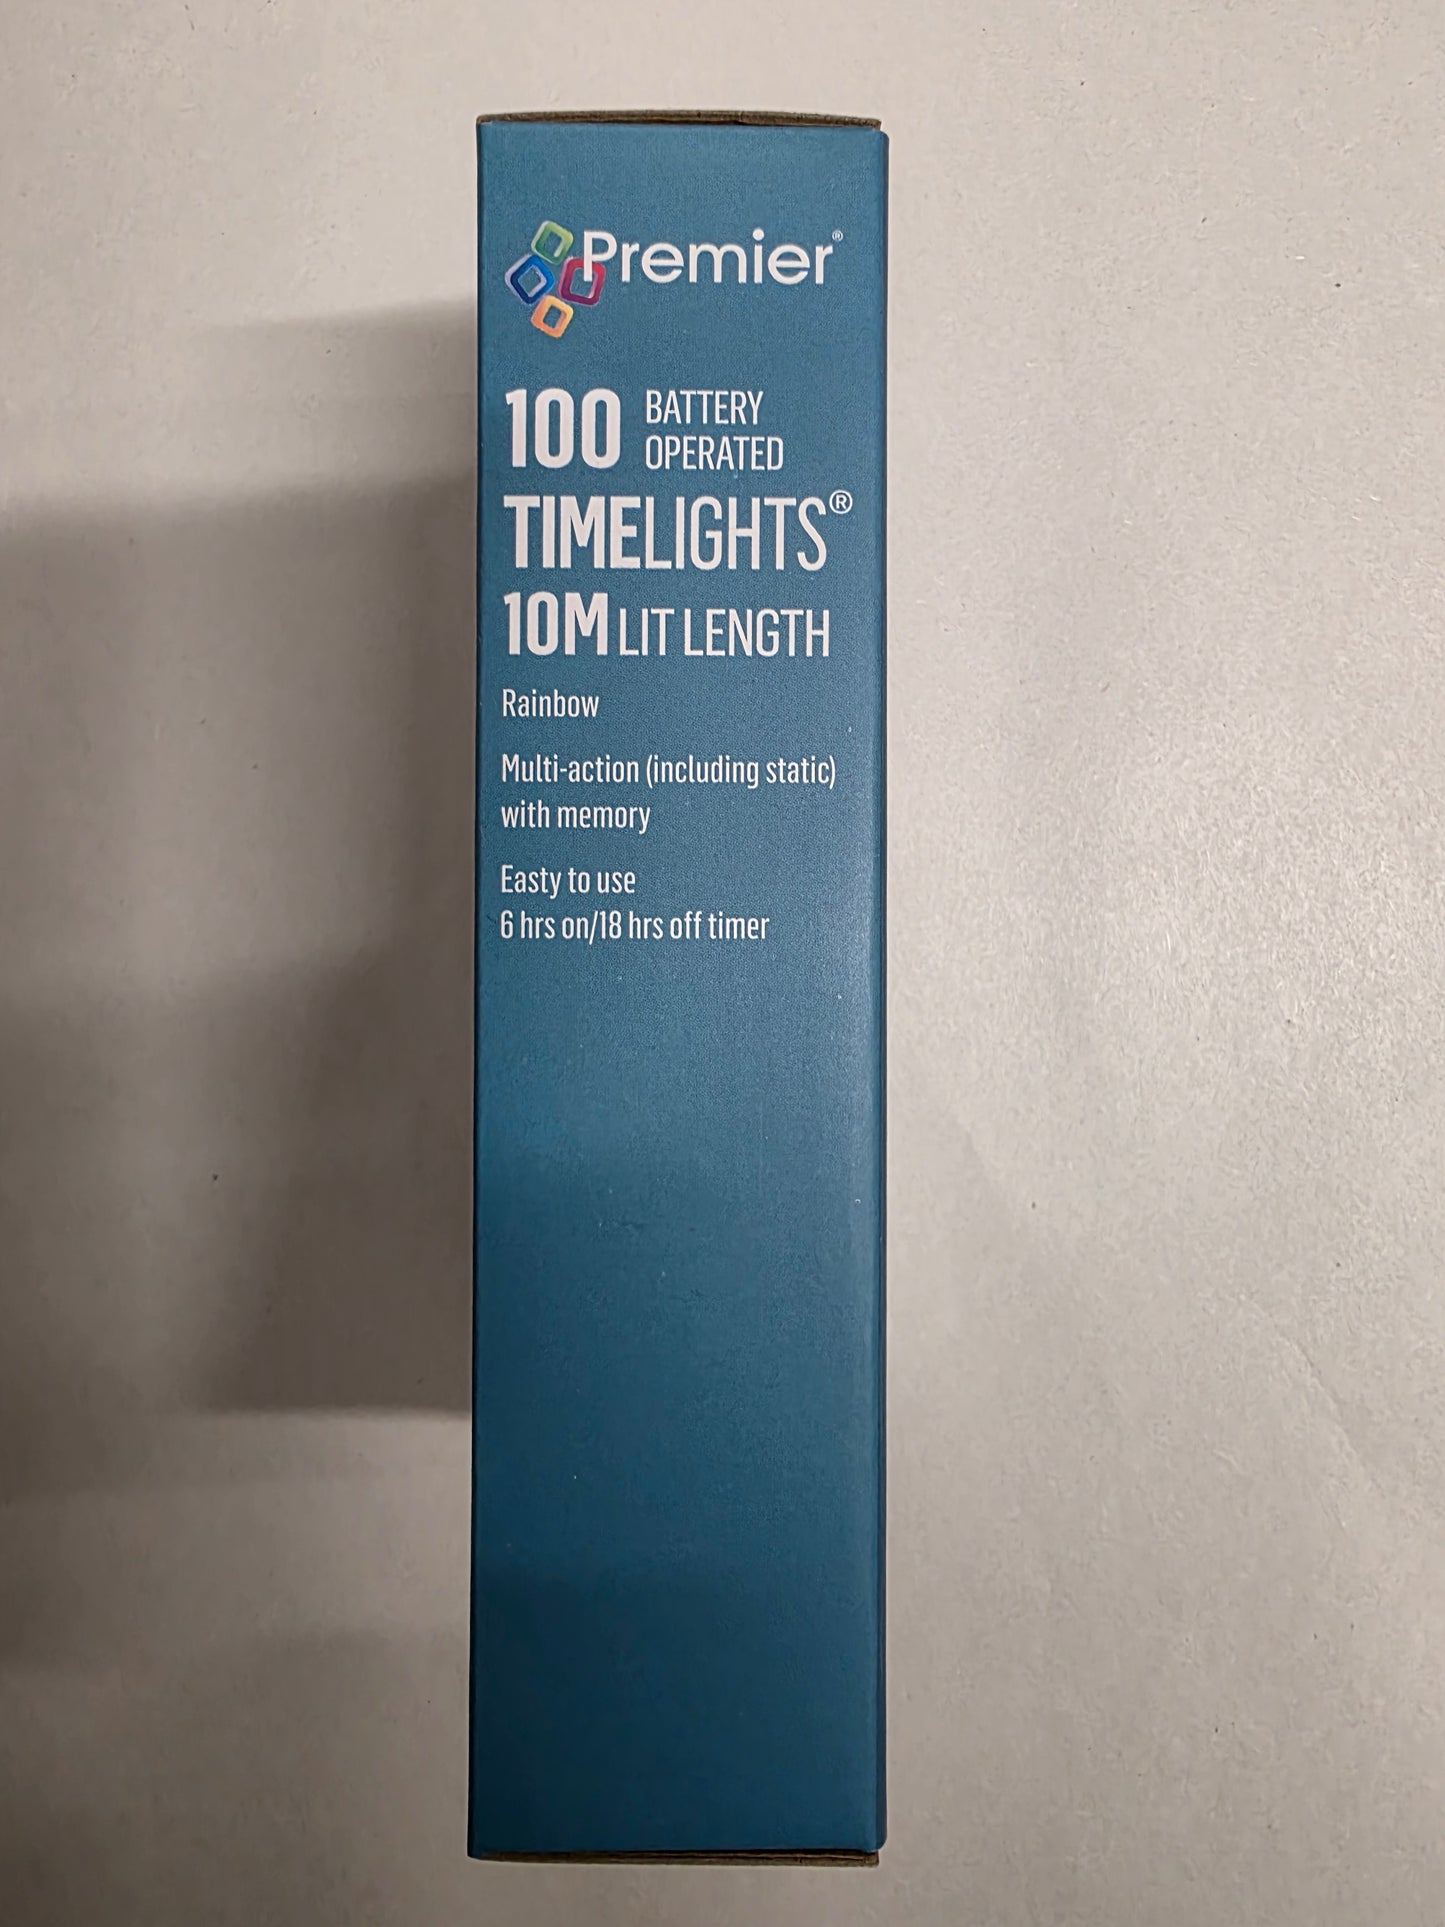 Premier®
100 BATTERY
OPERATED
TIMELIGHTS®
10M LIT LENGTH
Rainbow
Multi-action (including static)
with memory
Easty to use
6 hrs on/18 hrs off timer